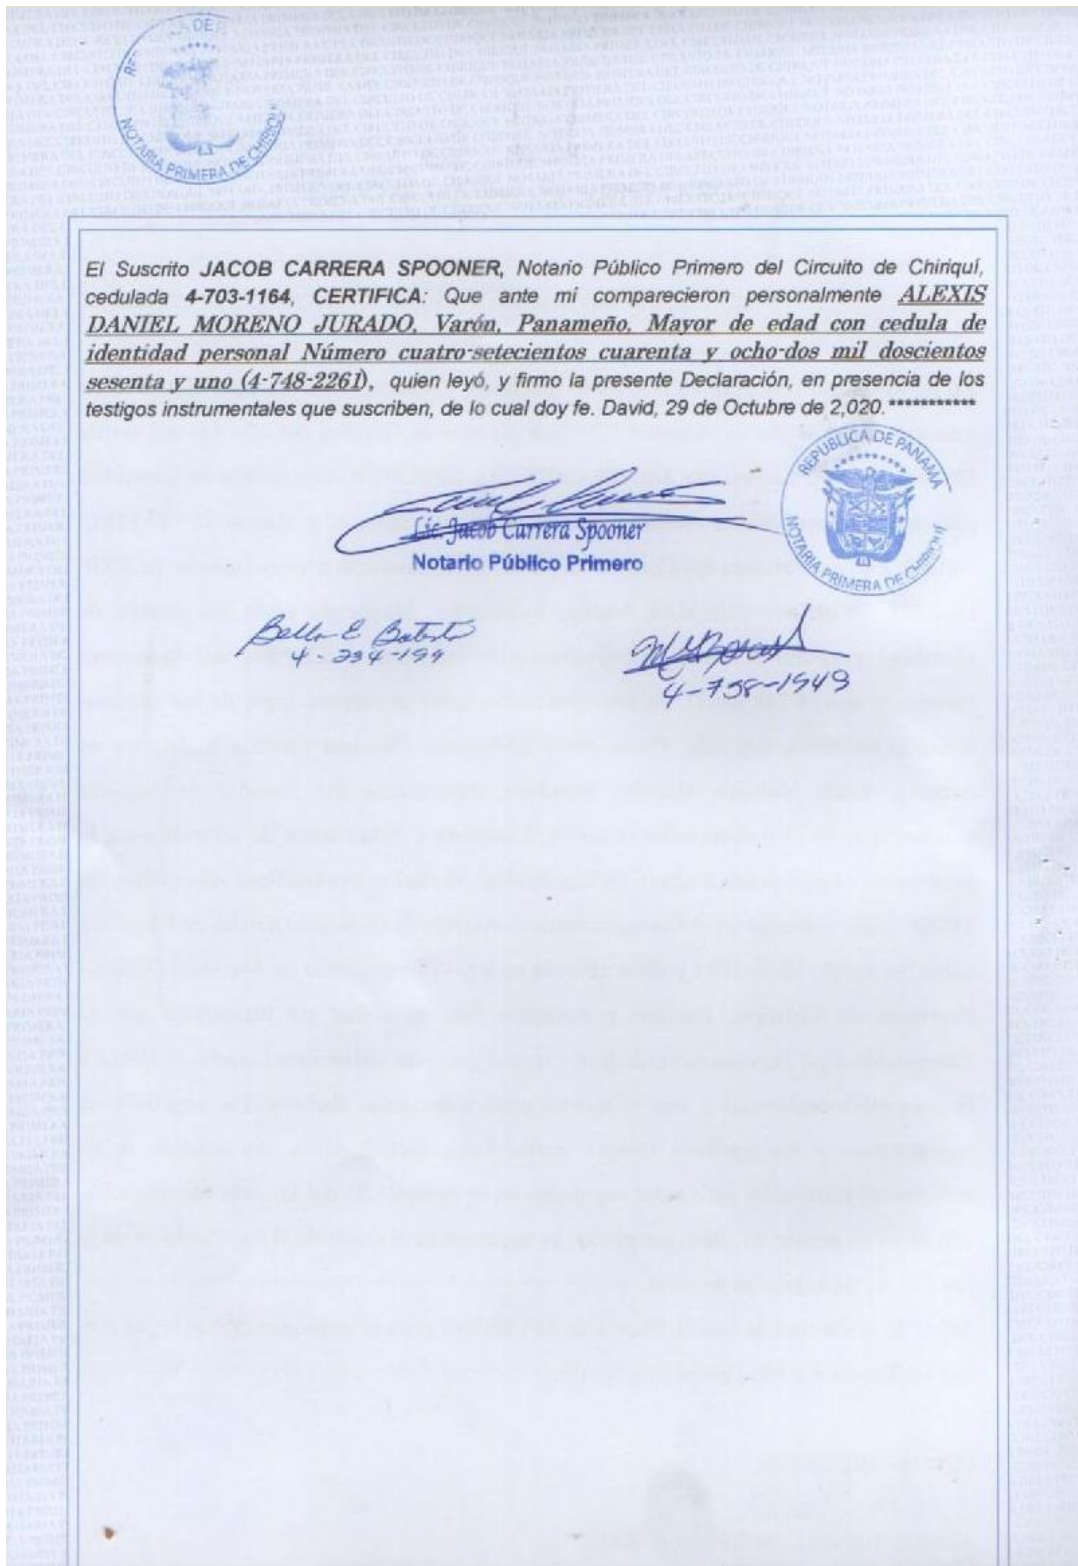 NOTARIA PRIMERA DE CHIRIQUÍ
El Suscrito JACOB CARRERA SPOONER, Notario Público Primero del Circuito de Chiriquí,
cedulada 4-703-1164, CERTIFICA: Que ante mi comparecieron personalmente ALEXIS
DANIEL MORENO JURADO, Varón, Panameño, Mayor de edad con cedula de
identidad personal Número cuatro-setecientos cuarenta y ocho-dos mil doscientos
sesenta y uno (4-748-2261), quien leyó, y firmo la presente Declaración, en presencia de los
testigos instrumentales que suscriben, de lo cual doy fe. David, 29 de Octubre de 2,020.***********
REPUBLICA DE PANAMA
NOTARIA PRIMERA DE CHIRIQUÍ
Lic. Jacob Carrera Spooner
Notario Público Primero
4-234-199
4-738-1949